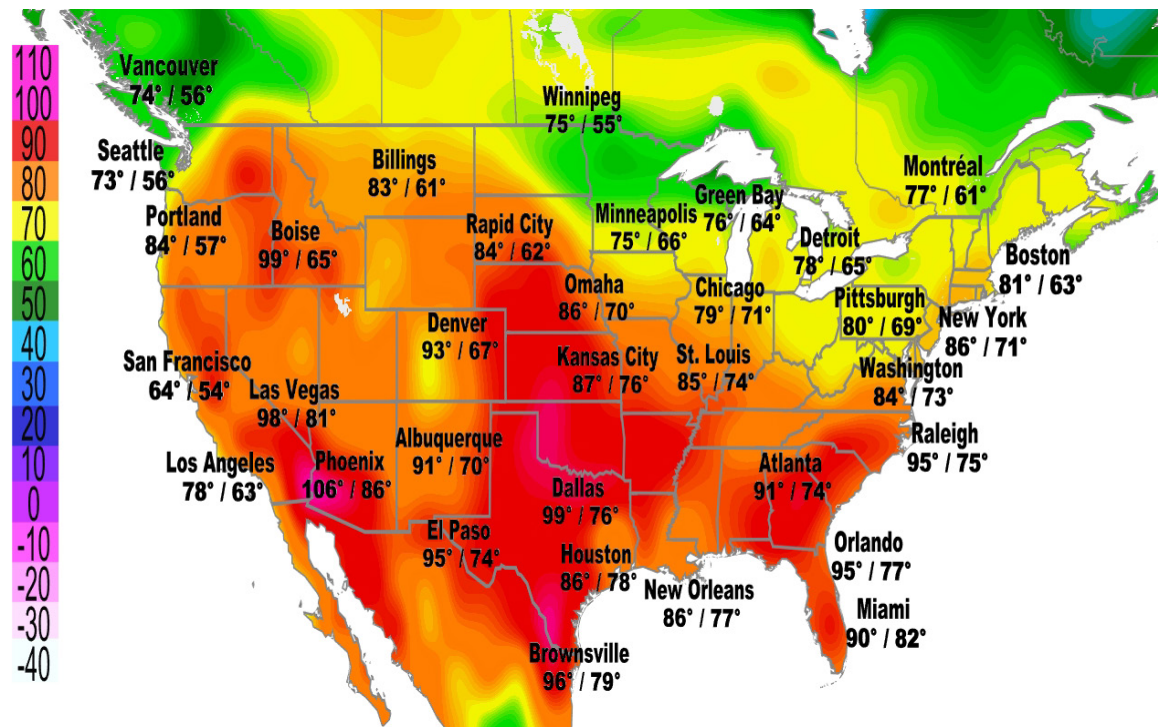 110
100
90
80
70
60
50
40
30
20
10
0
-10
-20
-30
-40
Vancouver
74° / 56°
Winnipeg
75° / 55°
Seattle
73° / 56°
Billings
83° / 61°
Montréal
77° / 61°
Green Bay
76° / 64°
Portland
84° / 57°
Boise
99° / 65°
Rapid City
84° / 62°
Minneapolis
75° / 66°
Detroit
78° / 65°
Boston
81° / 63°
Omaha
86° / 70°
Chicago
79° / 71°
Pittsburgh
80° / 69°
New York
86° / 71°
Denver
93° / 67°
San Francisco
64° / 54°
Las Vegas
98° / 81°
Kansas City
87° / 76°
St. Louis
85° / 74°
Washington
84° / 73°
Raleigh
95° / 75°
Los Angeles
78° / 63°
Phoenix
106° / 86°
Albuquerque
91° / 70°
Atlanta
91° / 74°
Dallas
99° / 76°
El Paso
95° / 74°
Houston
86° / 78°
New Orleans
86° / 77°
Orlando
95° / 77°
Miami
90° / 82°
Brownsville
96° / 79°